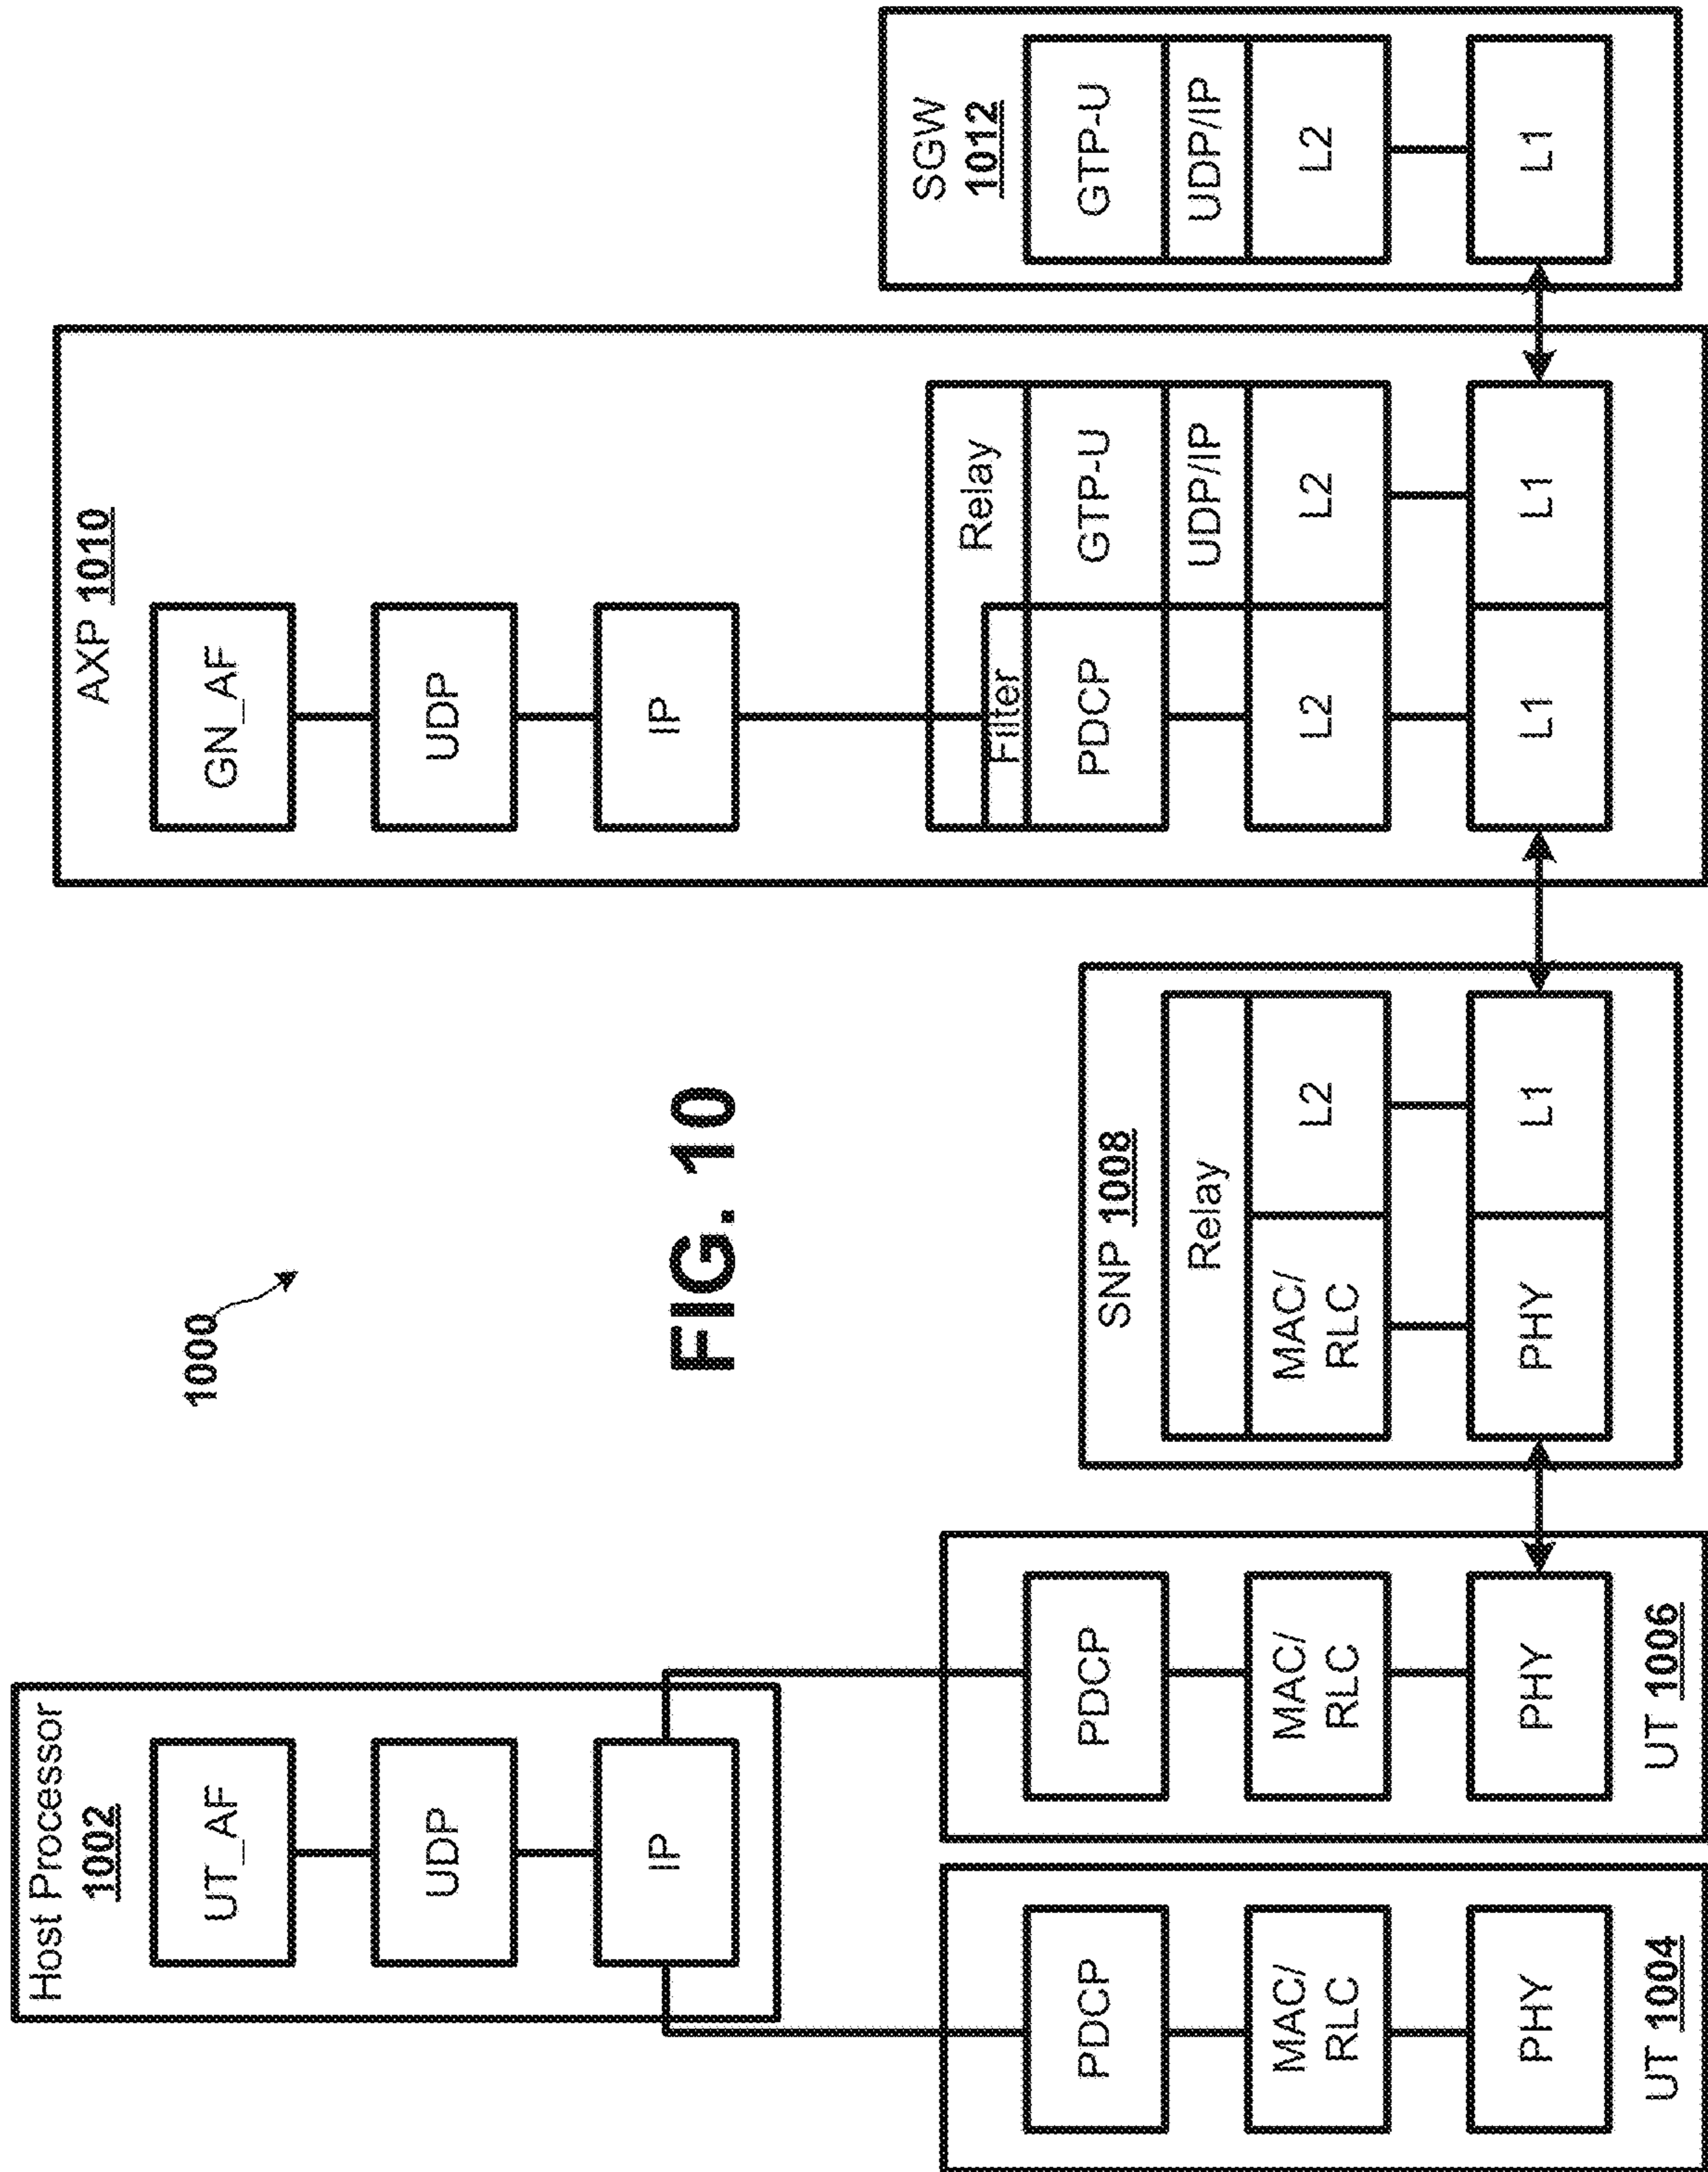 1000
FIG. 10
Host Processor
1002
UT_AF
UDP
IP
PDCP
MAC/
RLC
PHY
UT 1004
PDCP
MAC/
RLC
PHY
UT 1006
SNP 1008
Relay
MAC/
RLC
L2
PHY
L1
AXP 1010
GN_AF
UDP
IP
Relay
Filter
PDCP
GTP-U
UDP/IP
L2
L2
L1
L1
SGW
1012
GTP-U
UDP/IP
L2
L1